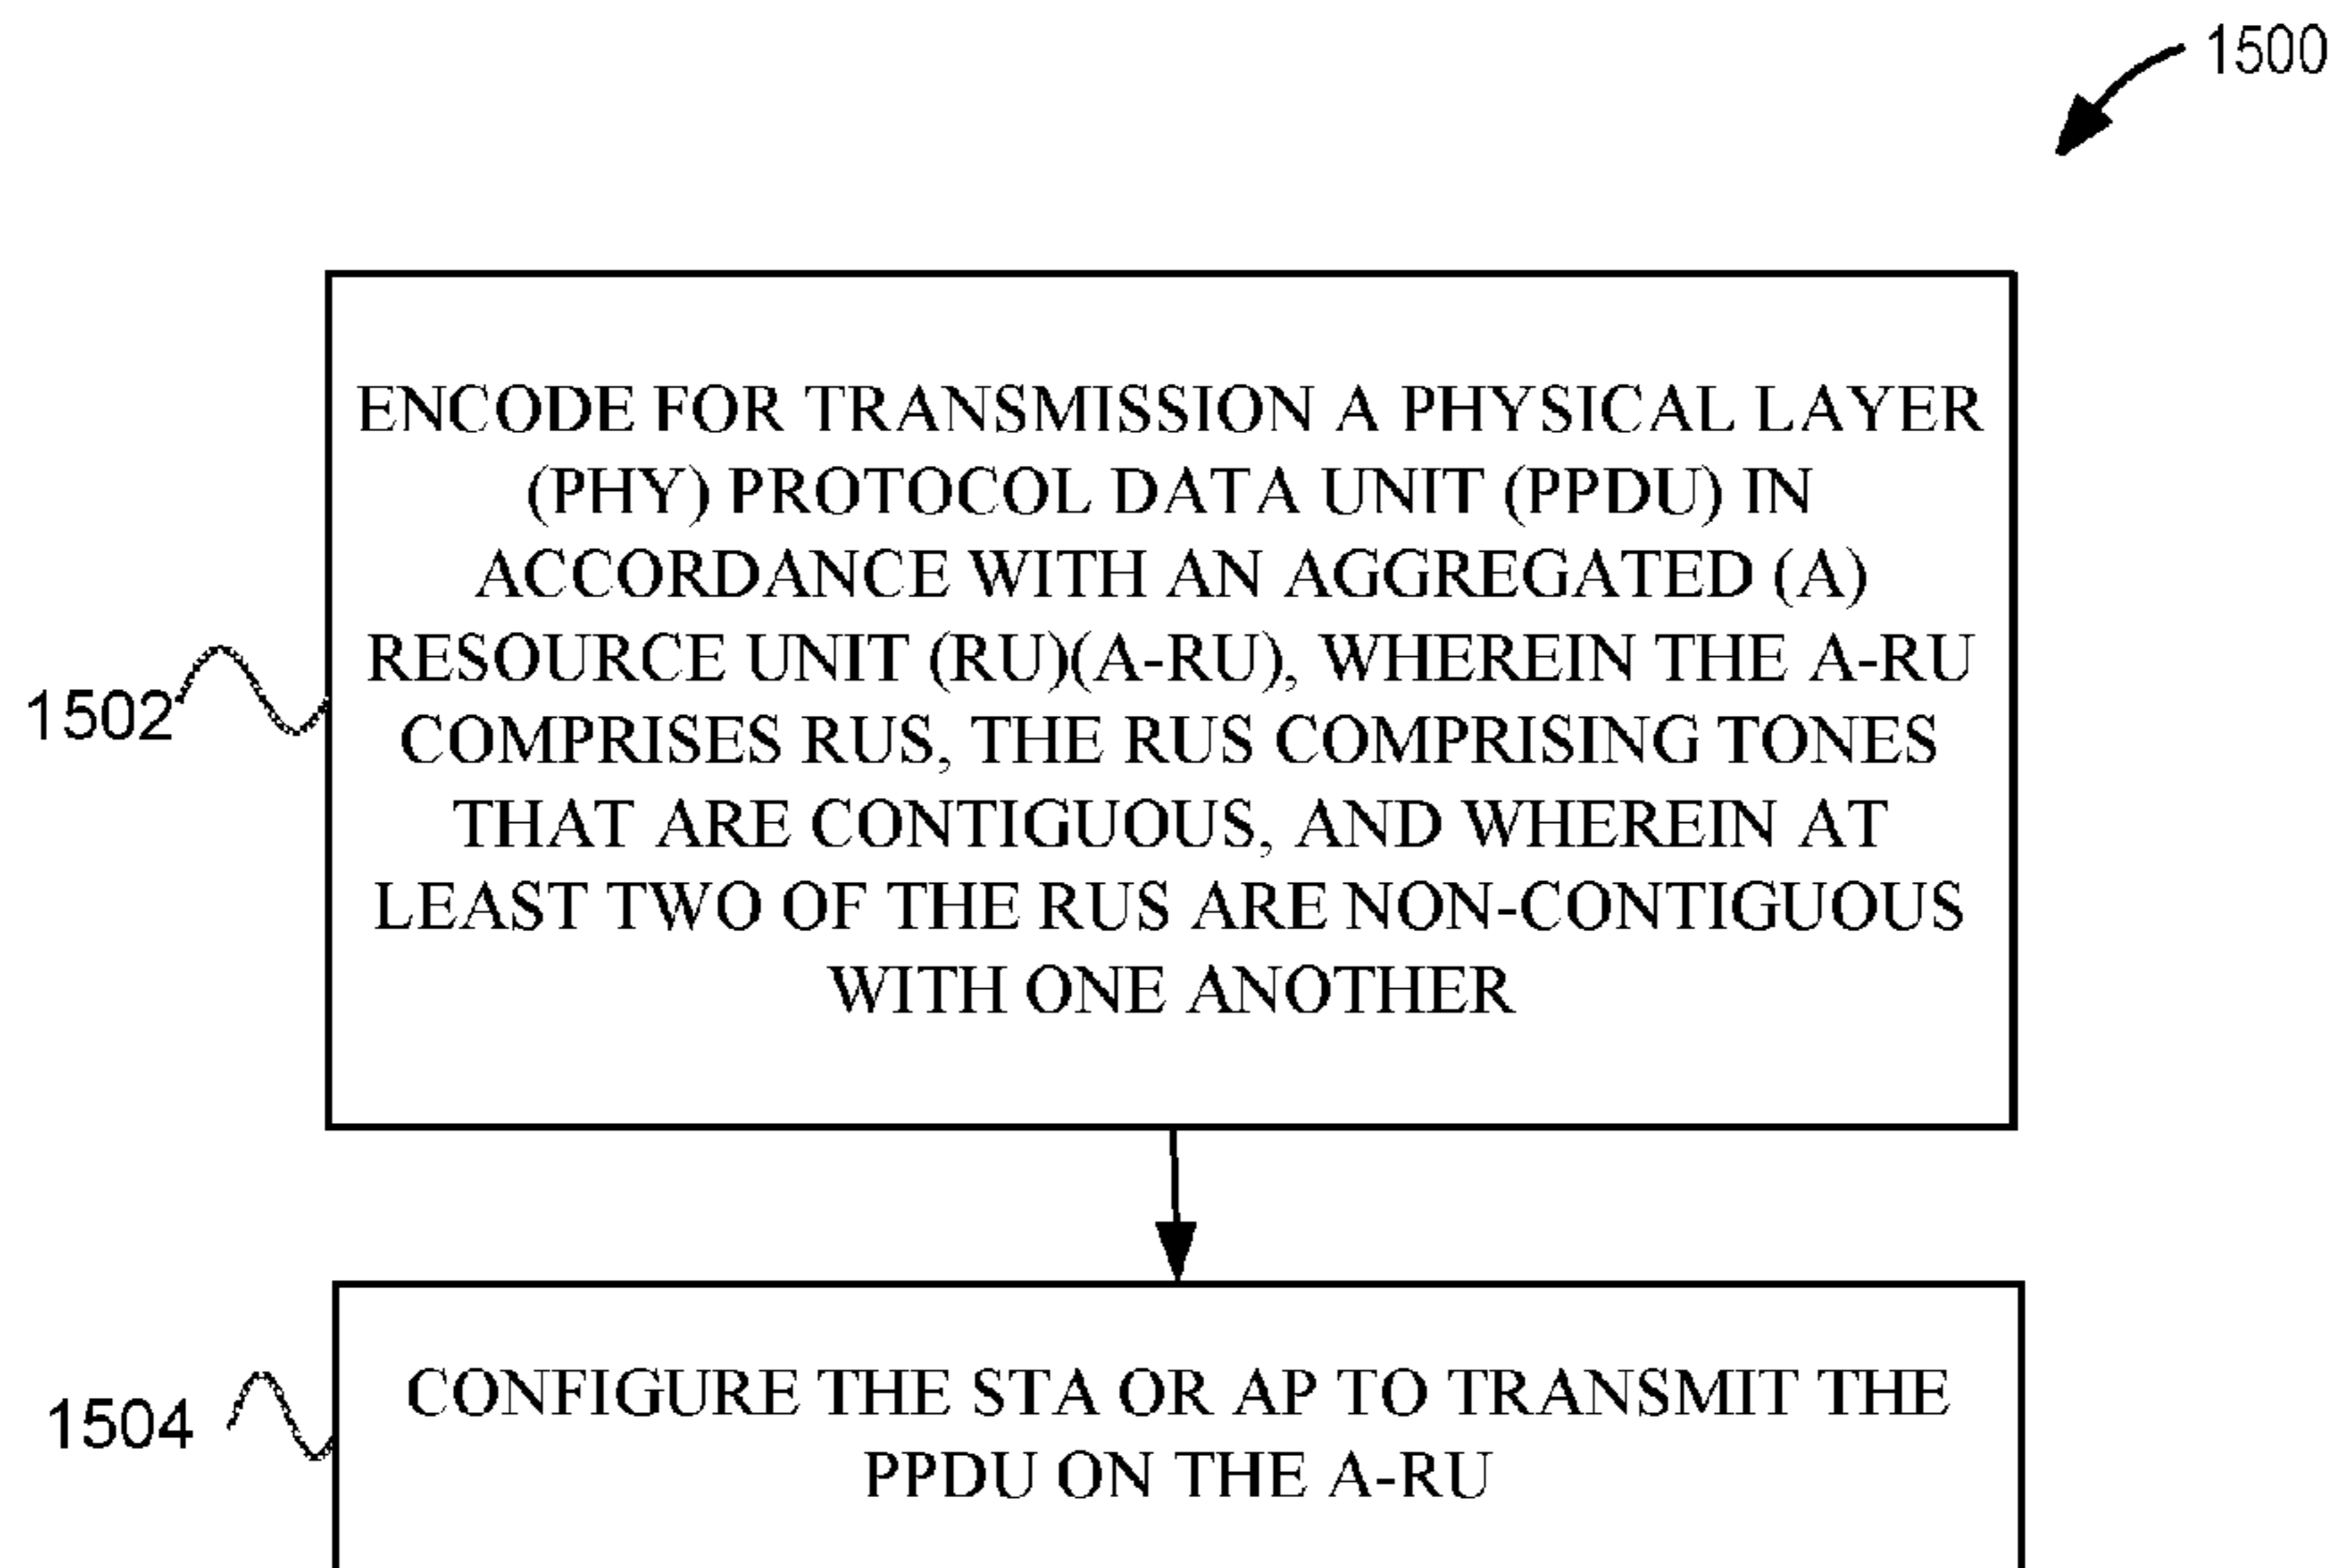 1500
ENCODE FOR TRANSMISSION A PHYSICAL LAYER
(PHY) PROTOCOL DATA UNIT (PPDU) IN
ACCORDANCE WITH AN AGGREGATED (A)
RESOURCE UNIT (RU)(A-RU), WHEREIN THE A-RU
COMPRISES RUS, THE RUS COMPRISING TONES
THAT ARE CONTIGUOUS, AND WHEREIN AT
LEAST TWO OF THE RUS ARE NON-CONTIGUOUS
WITH ONE ANOTHER
1502
CONFIGURE THE STA OR AP TO TRANSMIT THE
PPDU ON THE A-RU
1504